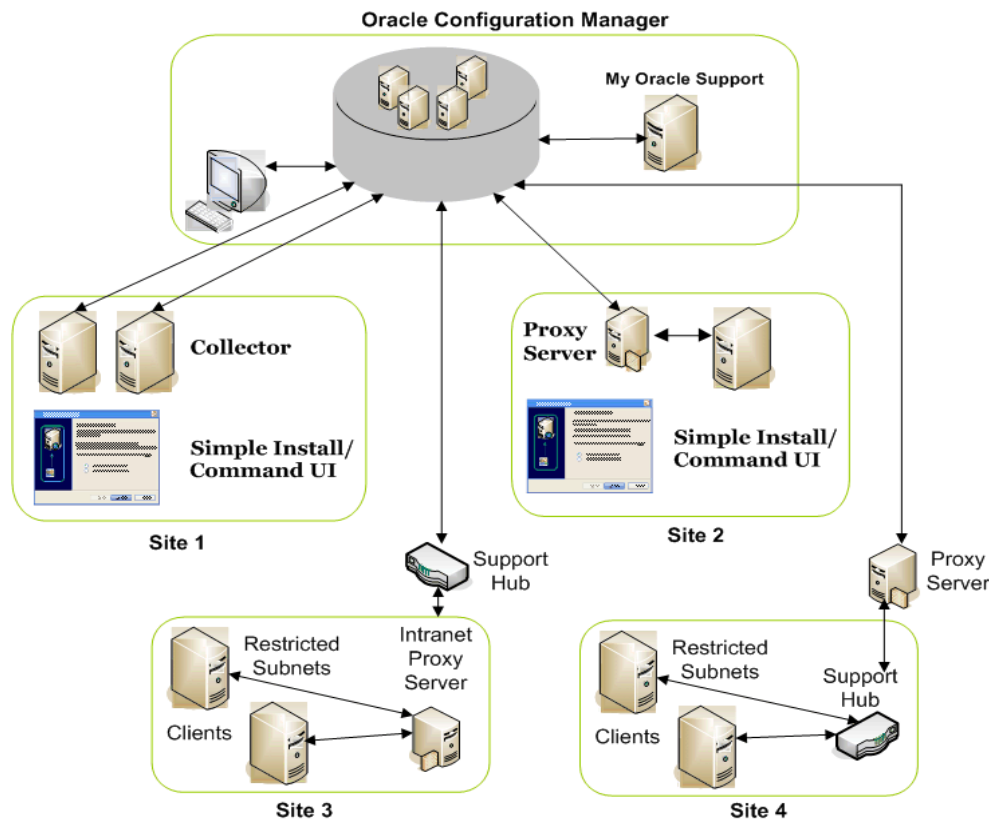 Oracle Configuration Manager
My Oracle Support
Collector
Simple Install/
Command UI
Site 1
Proxy
Server
Simple Install/
Command UI
Site 2
Support
Hub
Proxy
Server
Restricted
Subnets
Intranet
Proxy
Server
Clients
Site 3
Restricted
Subnets
Support
Hub
Clients
Site 4